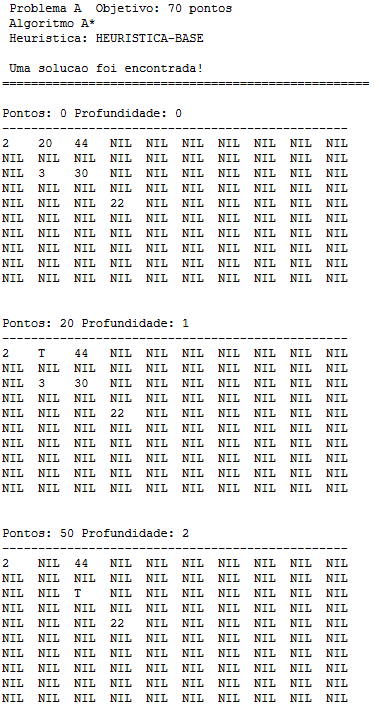 Problema A  Objetivo: 70 pontos
Algoritmo A*
Heuristica: HEURISTICA-BASE
Uma solucao foi encontrada!
===================================================
Pontos: 0 Profundidade: 0
------------------------------------------------
2    20   44   NIL  NIL  NIL  NIL  NIL  NIL  NIL
NIL  NIL  NIL  NIL  NIL  NIL  NIL  NIL  NIL  NIL
NIL  3    30   NIL  NIL  NIL  NIL  NIL  NIL  NIL
NIL  NIL  NIL  NIL  NIL  NIL  NIL  NIL  NIL  NIL
NIL  NIL  NIL  22   NIL  NIL  NIL  NIL  NIL  NIL
NIL  NIL  NIL  NIL  NIL  NIL  NIL  NIL  NIL  NIL
NIL  NIL  NIL  NIL  NIL  NIL  NIL  NIL  NIL  NIL
NIL  NIL  NIL  NIL  NIL  NIL  NIL  NIL  NIL  NIL
NIL  NIL  NIL  NIL  NIL  NIL  NIL  NIL  NIL  NIL
NIL  NIL  NIL  NIL  NIL  NIL  NIL  NIL  NIL  NIL
Pontos: 20 Profundidade: 1
------------------------------------------------
2    T    44   NIL  NIL  NIL  NIL  NIL  NIL  NIL
NIL  NIL  NIL  NIL  NIL  NIL  NIL  NIL  NIL  NIL
NIL  3    30   NIL  NIL  NIL  NIL  NIL  NIL  NIL
NIL  NIL  NIL  NIL  NIL  NIL  NIL  NIL  NIL  NIL
NIL  NIL  NIL  22   NIL  NIL  NIL  NIL  NIL  NIL
NIL  NIL  NIL  NIL  NIL  NIL  NIL  NIL  NIL  NIL
NIL  NIL  NIL  NIL  NIL  NIL  NIL  NIL  NIL  NIL
NIL  NIL  NIL  NIL  NIL  NIL  NIL  NIL  NIL  NIL
NIL  NIL  NIL  NIL  NIL  NIL  NIL  NIL  NIL  NIL
NIL  NIL  NIL  NIL  NIL  NIL  NIL  NIL  NIL  NIL
Pontos: 50 Profundidade: 2
------------------------------------------------
2    NIL  44   NIL  NIL  NIL  NIL  NIL  NIL  NIL
NIL  NIL  NIL  NIL  NIL  NIL  NIL  NIL  NIL  NIL
NIL  NIL  T    NIL  NIL  NIL  NIL  NIL  NIL  NIL
NIL  NIL  NIL  NIL  NIL  NIL  NIL  NIL  NIL  NIL
NIL  NIL  NIL  22   NIL  NIL  NIL  NIL  NIL  NIL
NIL  NIL  NIL  NIL  NIL  NIL  NIL  NIL  NIL  NIL
NIL  NIL  NIL  NIL  NIL  NIL  NIL  NIL  NIL  NIL
NIL  NIL  NIL  NIL  NIL  NIL  NIL  NIL  NIL  NIL
NIL  NIL  NIL  NIL  NIL  NIL  NIL  NIL  NIL  NIL
NIL  NIL  NIL  NIL  NIL  NIL  NIL  NIL  NIL  NIL